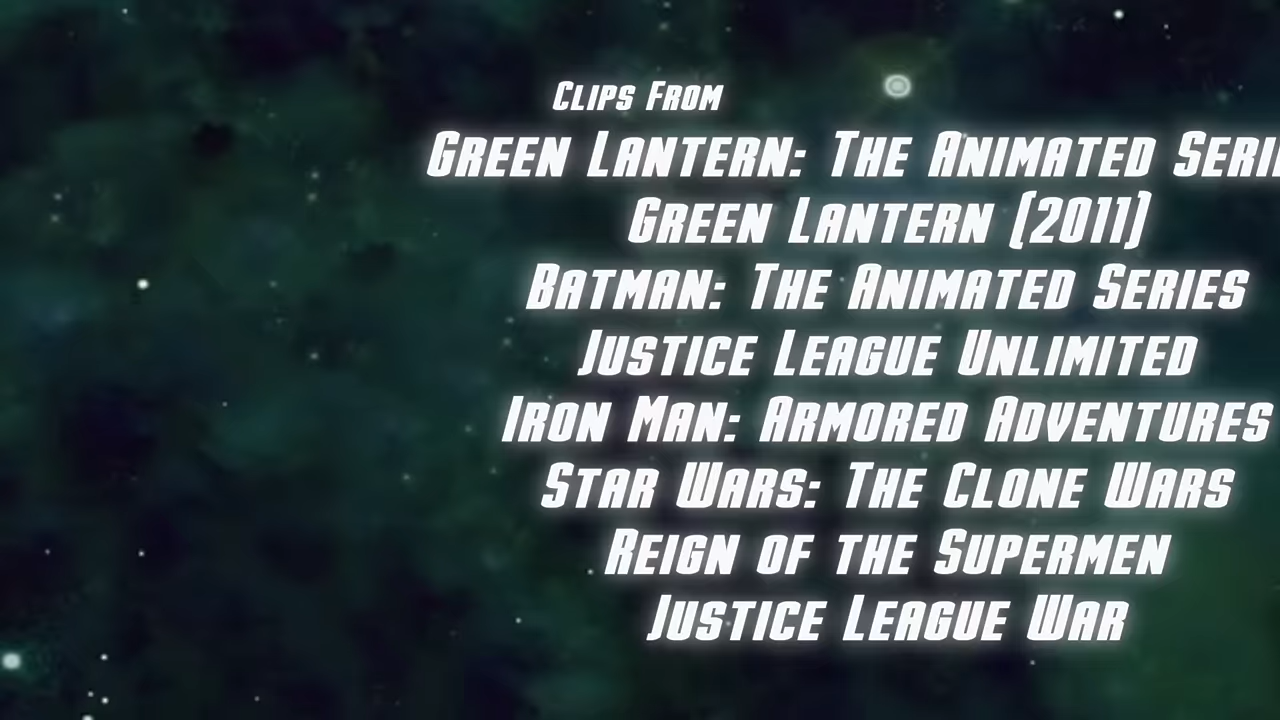 Clips From
Green Lantern: The Animated Seri
Green Lantern (2011)
Batman: The Animated Series
Justice League Unlimited
Iron Man: Armored Adventures
Star Wars: The Clone Wars
Reign of the Supermen
Justice League War